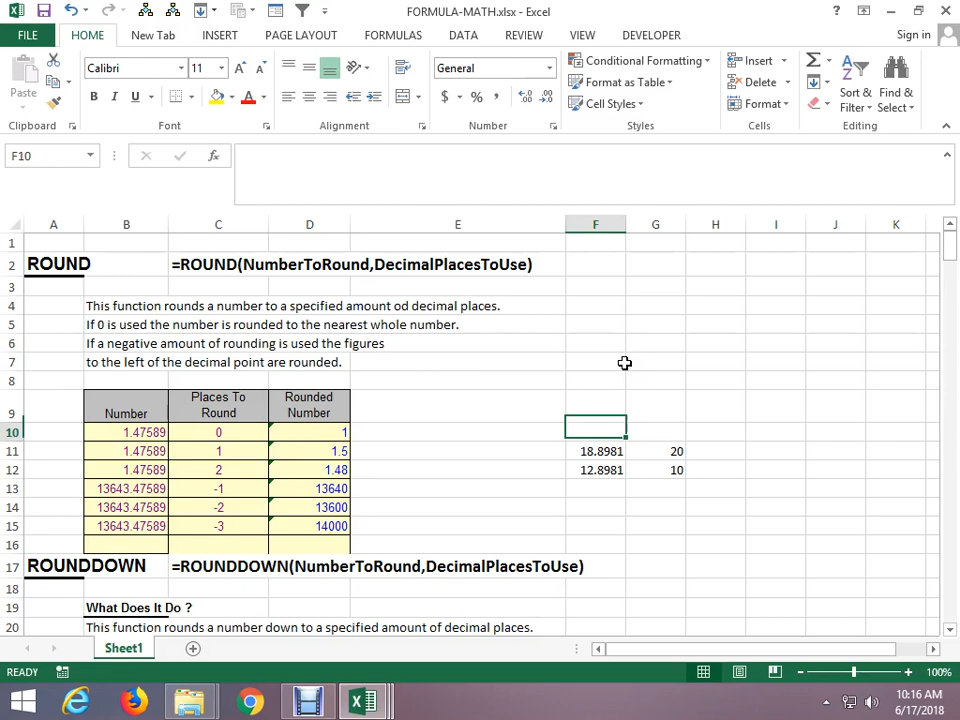 FORMULA-MATH.xlsx - Excel
?
FILE HOME New Tab INSERT PAGE LAYOUT FORMULAS DATA REVIEW VIEW DEVELOPER Sign in
Paste
Calibri 11
General
$ % ,
B I U A
Conditional Formatting
Format as Table
Cell Styles
Insert
Delete
Format
Sort & Filter
Find & Select
Clipboard Font Alignment Number Styles Cells Editing
F10 fx
A B C D E F G H I J K
1
2 ROUND =ROUND(NumberToRound,DecimalPlacesToUse)
3
4 This function rounds a number to a specified amount od decimal places.
5 If 0 is used the number is rounded to the nearest whole number.
6 If a negative amount of rounding is used the figures
7 to the left of the decimal point are rounded.
8
9 Number Places To Round Rounded Number
10 1.47589 0 1
11 1.47589 1 1.5 18.8981 20
12 1.47589 2 1.48 12.8981 10
13 13643.47589 -1 13640
14 13643.47589 -2 13600
15 13643.47589 -3 14000
16
17 ROUNDDOWN =ROUNDDOWN(NumberToRound,DecimalPlacesToUse)
18
19 What Does It Do ?
20 This function rounds a number down to a specified amount of decimal places.
Sheet1
READY 100%
10:16 AM
6/17/2018